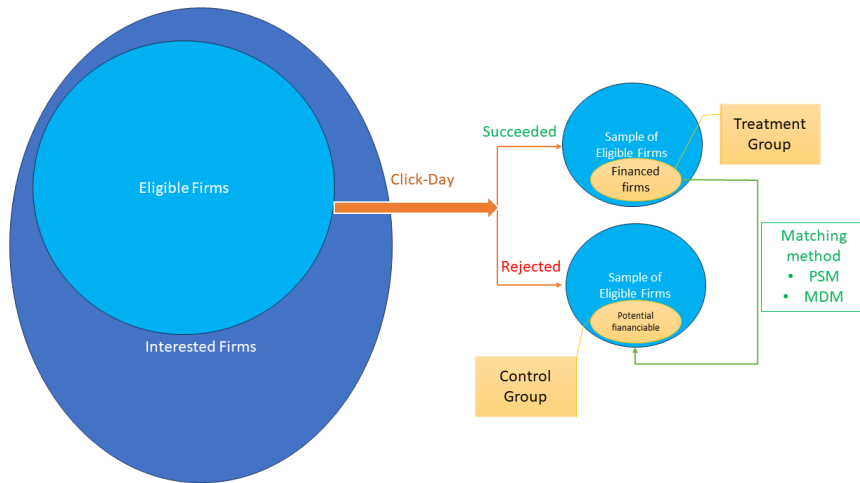 Eligible Firms
Interested Firms
Click-Day
Succeeded
Rejected
Sample of
Eligible Firms
Financed
firms
Treatment
Group
Sample of
Eligible Firms
Potential
fiananciable
Control
Group
Matching
method
• PSM
• MDM